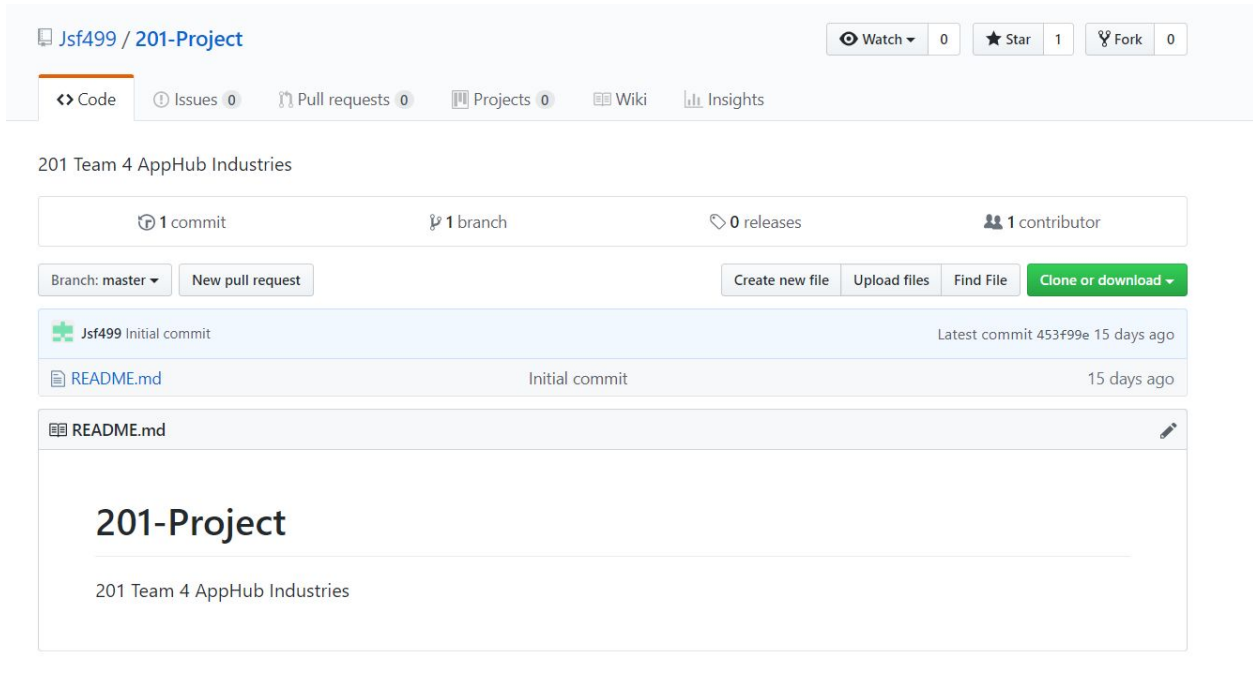 Jsf499 / 201-Project Watch 0 Star 1 Fork 0
Code Issues 0 Pull requests 0 Projects 0 Wiki Insights
201 Team 4 AppHub Industries
1 commit 1 branch 0 releases 1 contributor
Branch: master New pull request Create new file Upload files Find File Clone or download
Jsf499 Initial commit Latest commit 453f99e 15 days ago
README.md Initial commit 15 days ago
README.md
201-Project
201 Team 4 AppHub Industries